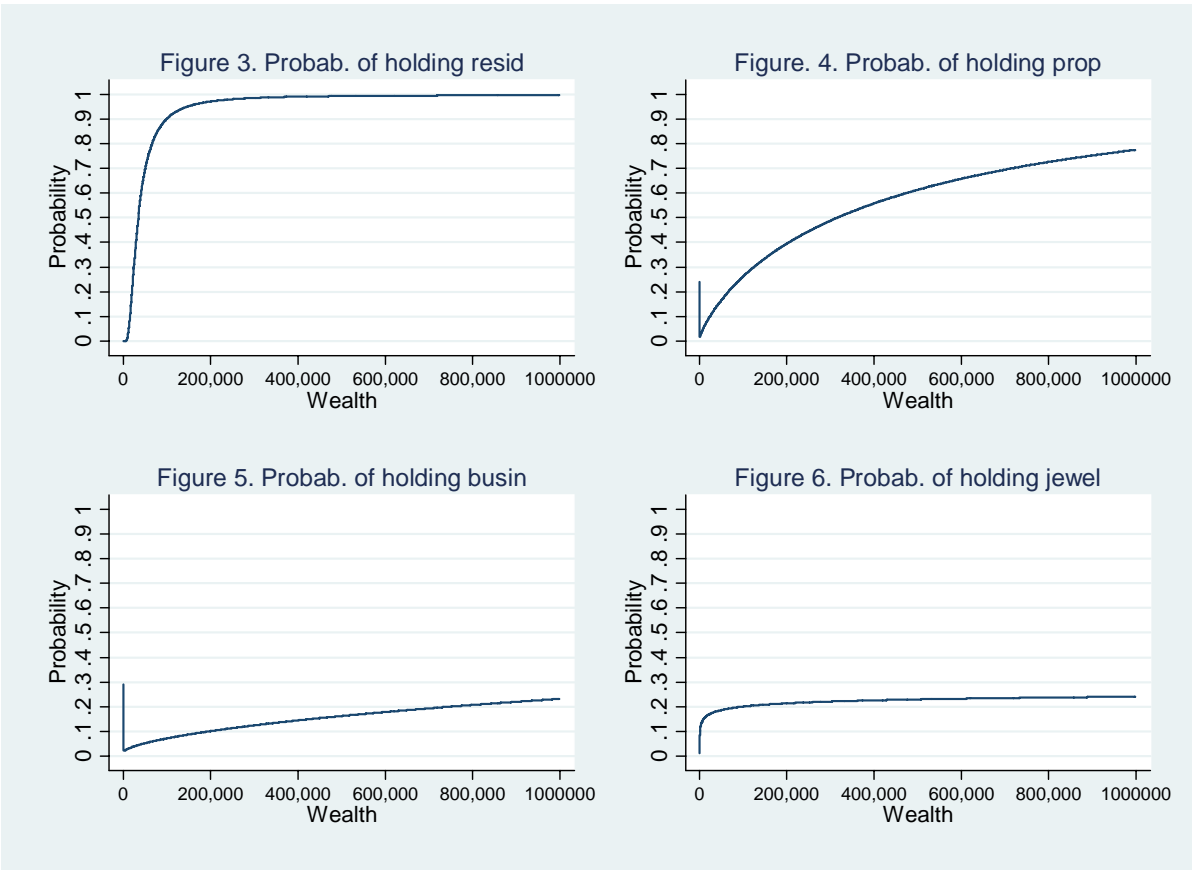 Figure 3. Probab. of holding resid
Probability
0 .1 .2 .3 .4 .5 .6 .7 .8 .9 1
0 200,000 400,000 600,000 800,000 1000000
Wealth
Figure. 4. Probab. of holding prop
Probability
0 .1 .2 .3 .4 .5 .6 .7 .8 .9 1
0 200,000 400,000 600,000 800,000 1000000
Wealth
Figure 5. Probab. of holding busin
Probability
0 .1 .2 .3 .4 .5 .6 .7 .8 .9 1
0 200,000 400,000 600,000 800,000 1000000
Wealth
Figure 6. Probab. of holding jewel
Probability
0 .1 .2 .3 .4 .5 .6 .7 .8 .9 1
0 200,000 400,000 600,000 800,000 1000000
Wealth